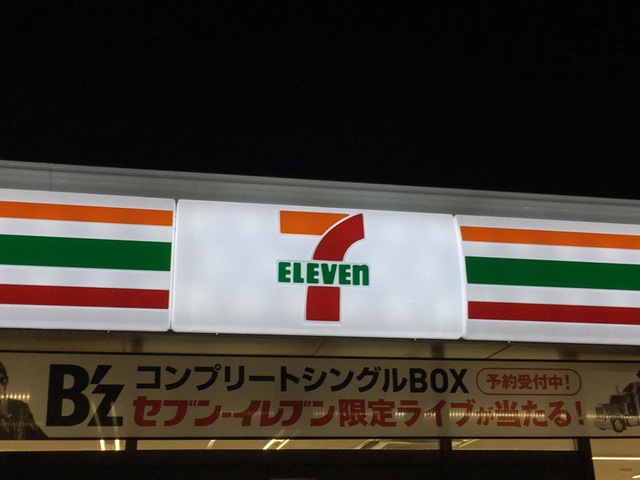 7
ELEVEn
B'z
コンプリートシングルBOX
予約受付中!
セブン-イレブン限定ライブが当たる!